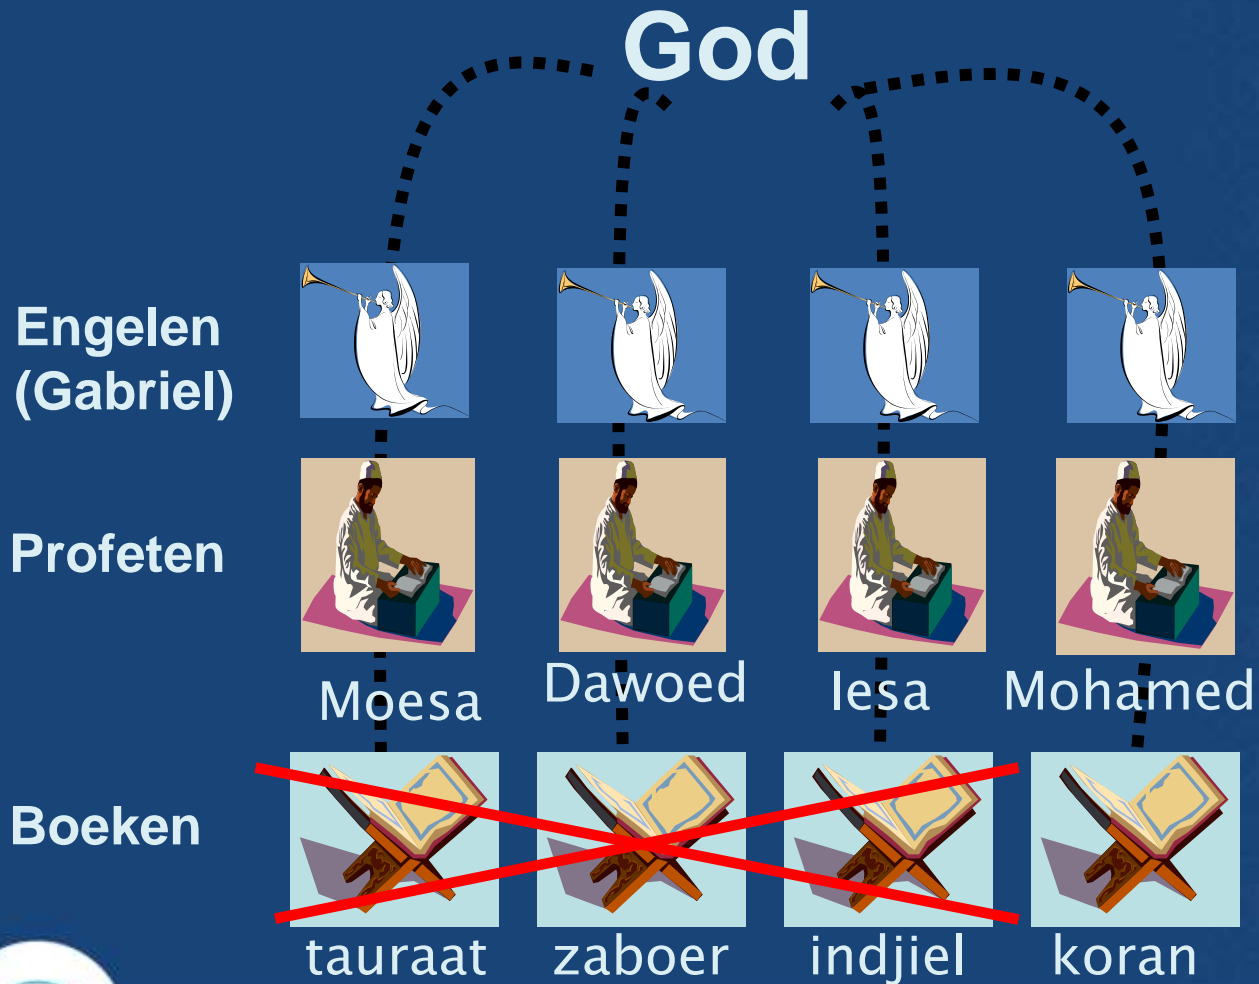 God
Engelen
(Gabriel)
Profeten
Moesa Dawoed Iesa Mohamed
Boeken
tauraat zaboer indjiel koran